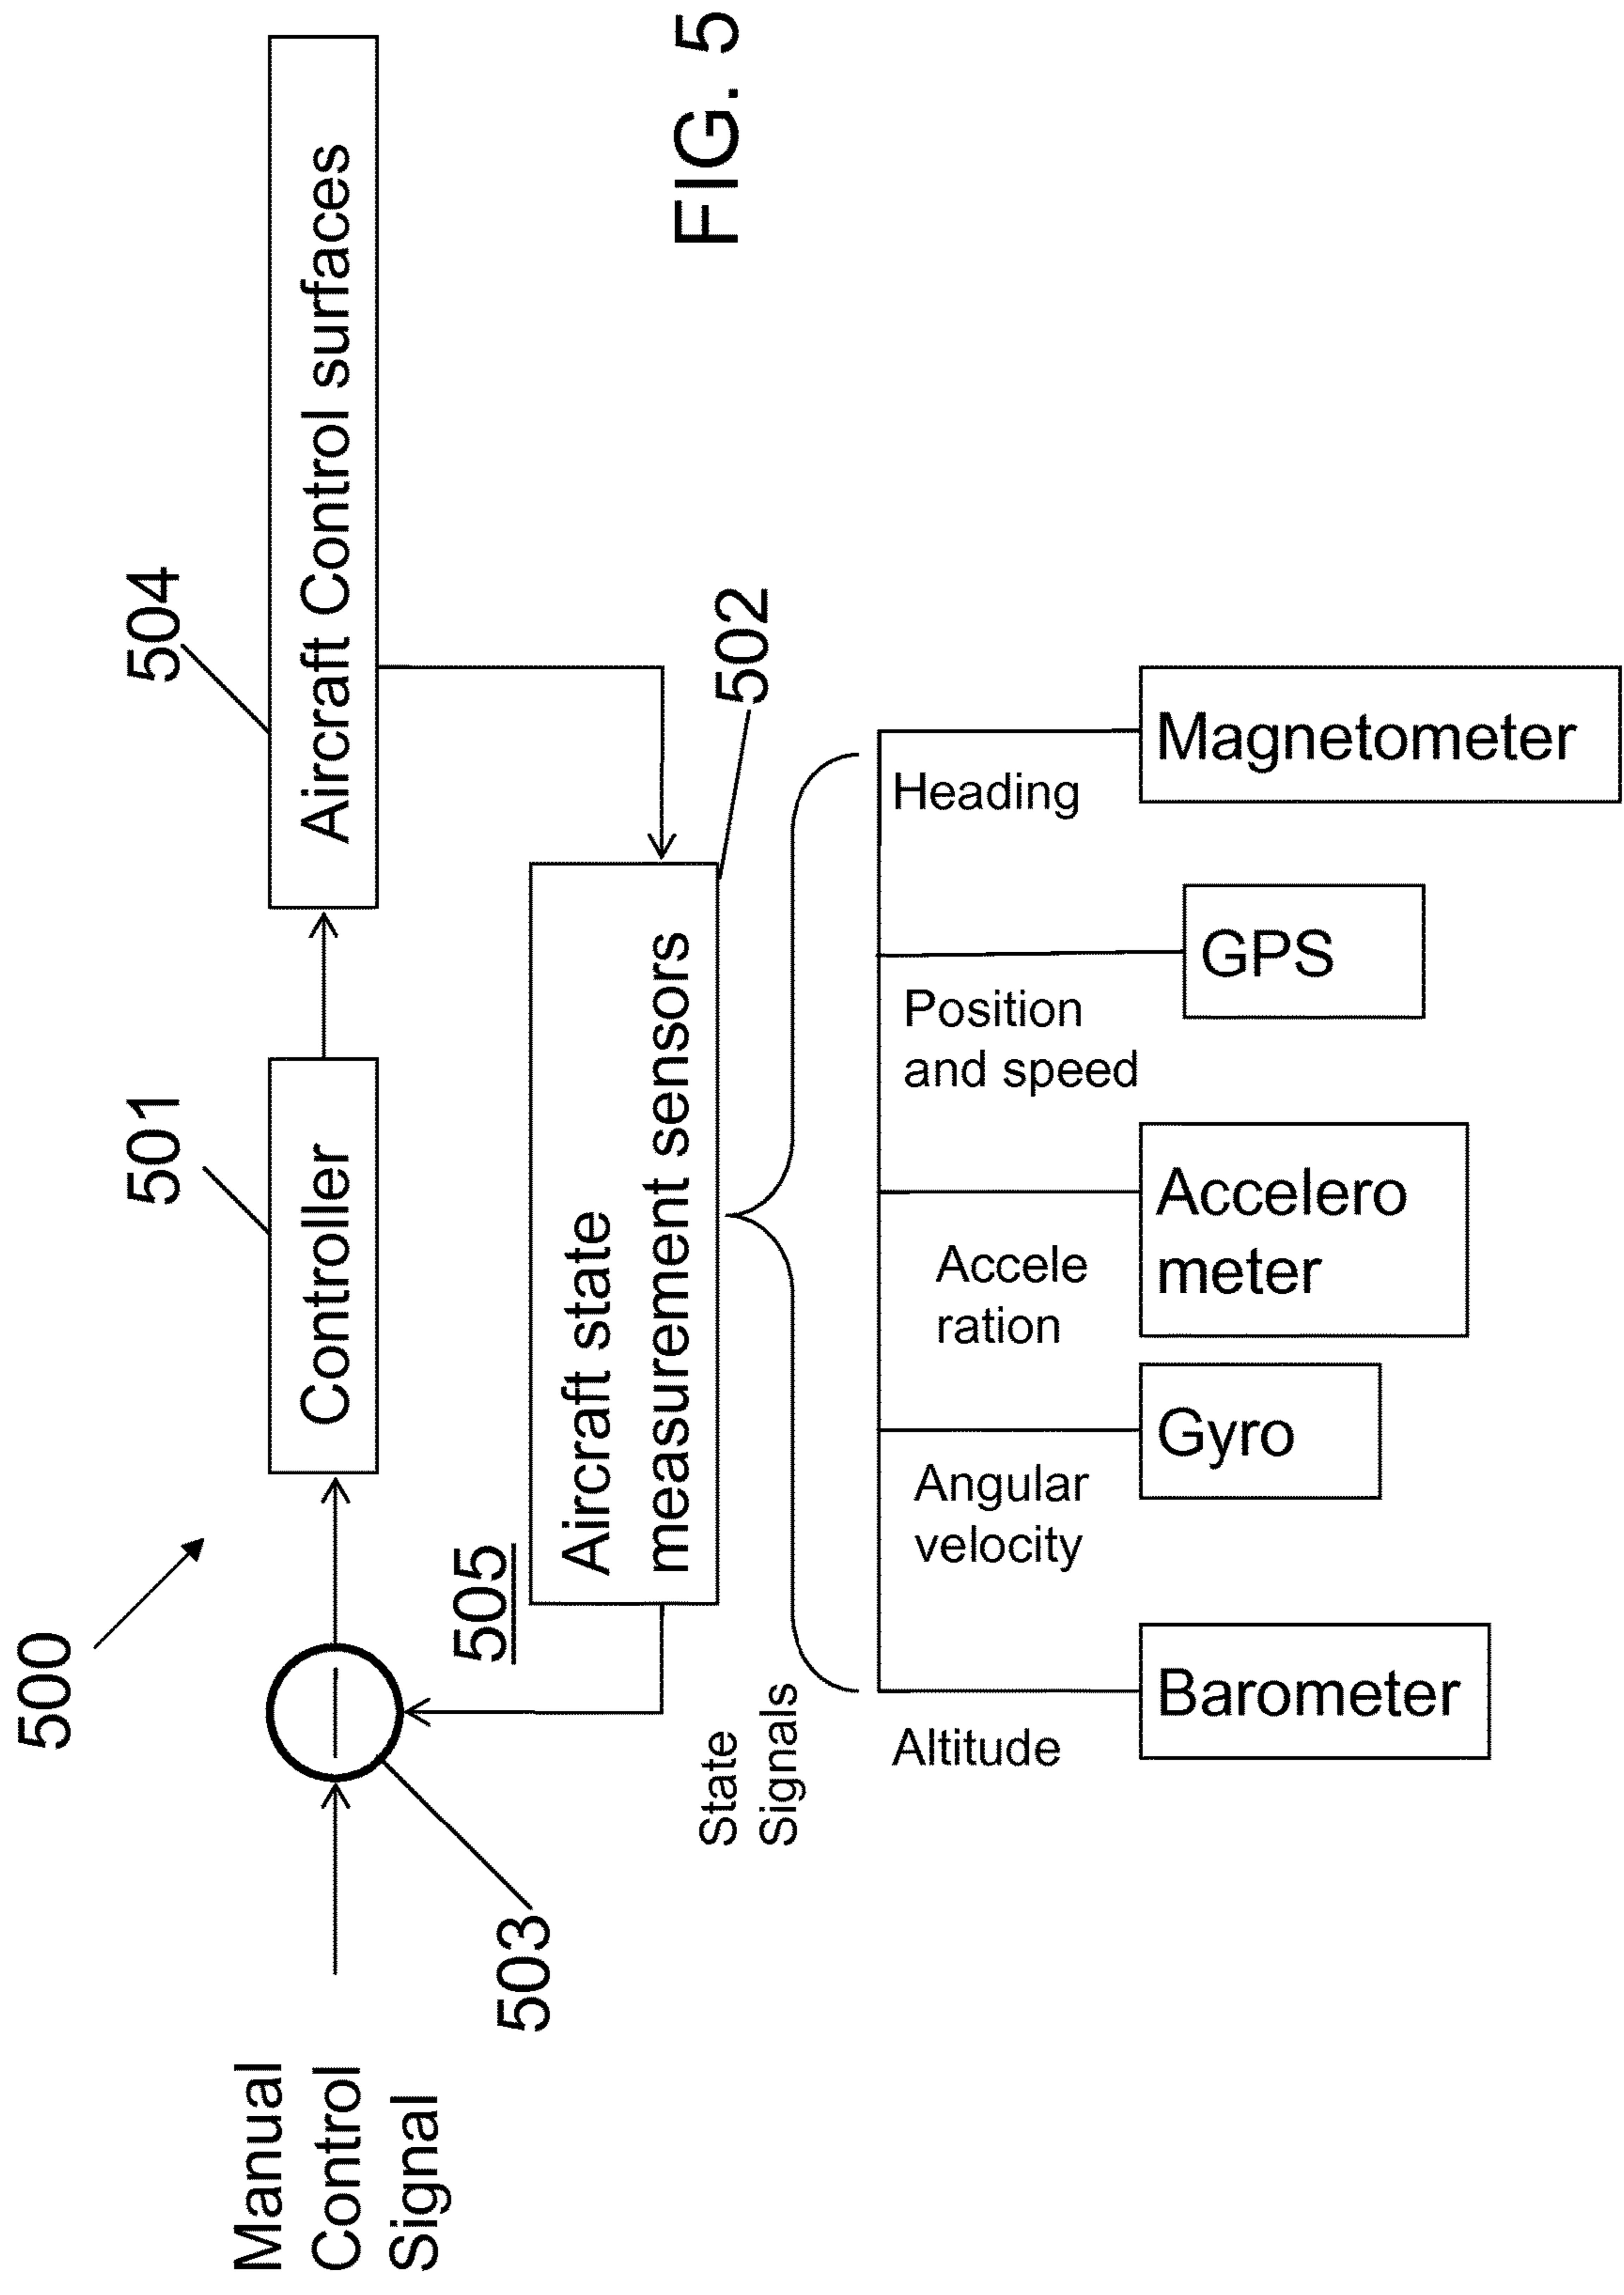 500
Manual
Control
Signal
503
501
Controller
504
Aircraft Control surfaces
505
Aircraft state
measurement sensors
502
State
Signals
Altitude
Barometer
Angular
velocity
Gyro
Accele
ration
Accelero
meter
Position
and speed
GPS
Heading
Magnetometer
FIG. 5